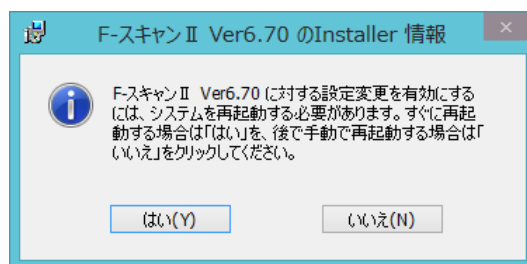 F-スキャンⅡ Ver6.70 のInstaller 情報
F-スキャンⅡ Ver6.70 に対する設定変更を有効にする
には、システムを再起動する必要があります。すぐに再起
動する場合は「はい」を、後で手動で再起動する場合は「
いいえ」をクリックしてください。
はい(Y)
いいえ(N)